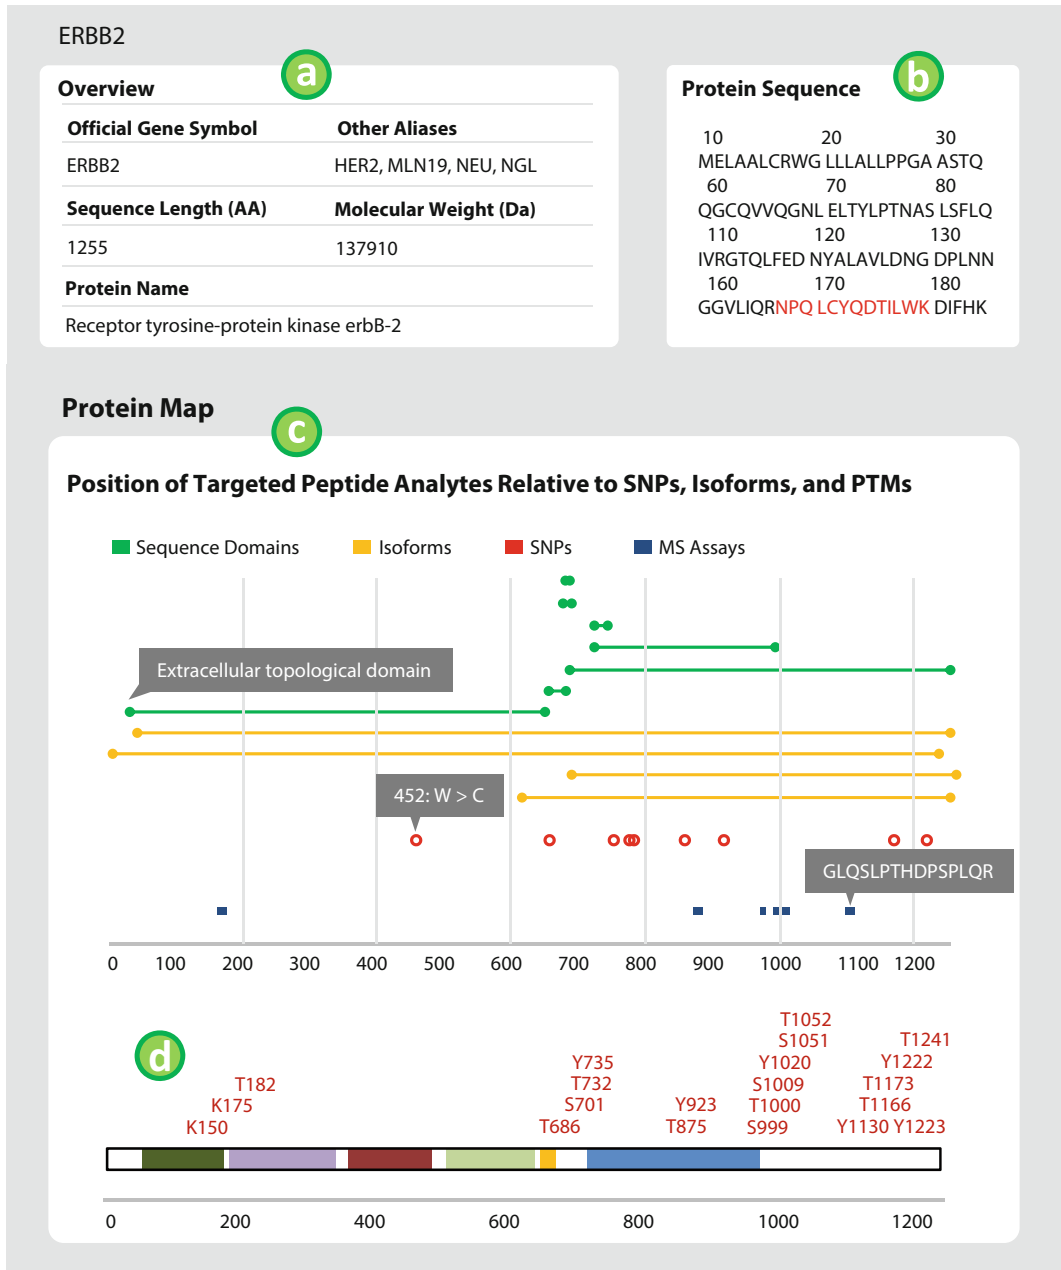 ERBB2
a
Overview
Official Gene Symbol Other Aliases
ERBB2 HER2, MLN19, NEU, NGL
Sequence Length (AA) Molecular Weight (Da)
1255 137910
Protein Name
Receptor tyrosine-protein kinase erbB-2
b
Protein Sequence
10 20 30
MELAALCRWG LLLALLPPGA ASTQ
60 70 80
QGCQVVQGNL ELTYLPTNAS LSFLQ
110 120 130
IVRGTQLFED NYALAVLDNG DPLNN
160 170 180
GGVLIQRNPQ LCYQDTILWK DIFHK
Protein Map
c
Position of Targeted Peptide Analytes Relative to SNPs, Isoforms, and PTMs
Sequence Domains Isoforms SNPs MS Assays
Extracellular topological domain
452: W > C
GLQSLPTHDPSPLQR
0 100 200 300 400 500 600 700 800 900 1000 1100 1200
d
T1052
S1051 T1241
Y735 Y1020 Y1222
T182 T732 S1009 T1173
K175 S701 Y923 T1000 T1166
K150 T686 T875 S999 Y1130 Y1223
0 200 400 600 800 1000 1200